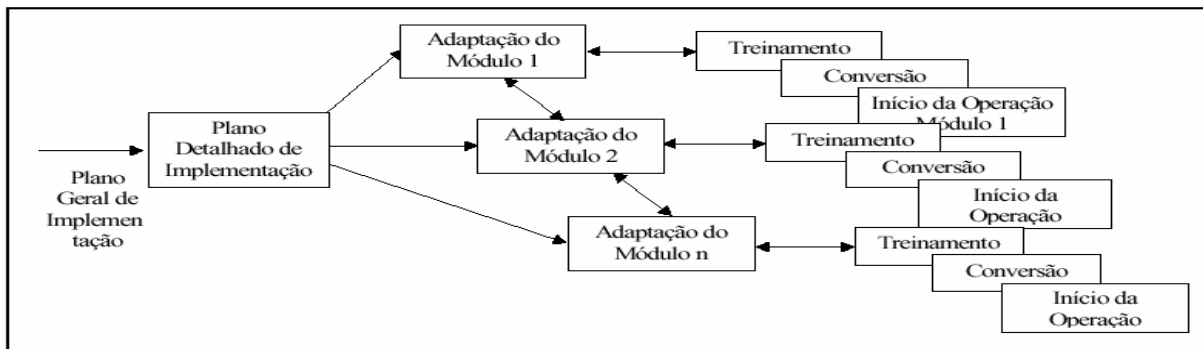 Plano
Geral de
Implemen
tação
Plano
Detalhado de
Implementação
Adaptação do
Módulo 1
Treinamento
Conversão
Início da Operação
Módulo 1
Adaptação do
Módulo 2
Treinamento
Conversão
Início da
Operação
Adaptação do
Módulo n
Treinamento
Conversão
Início da
Operação